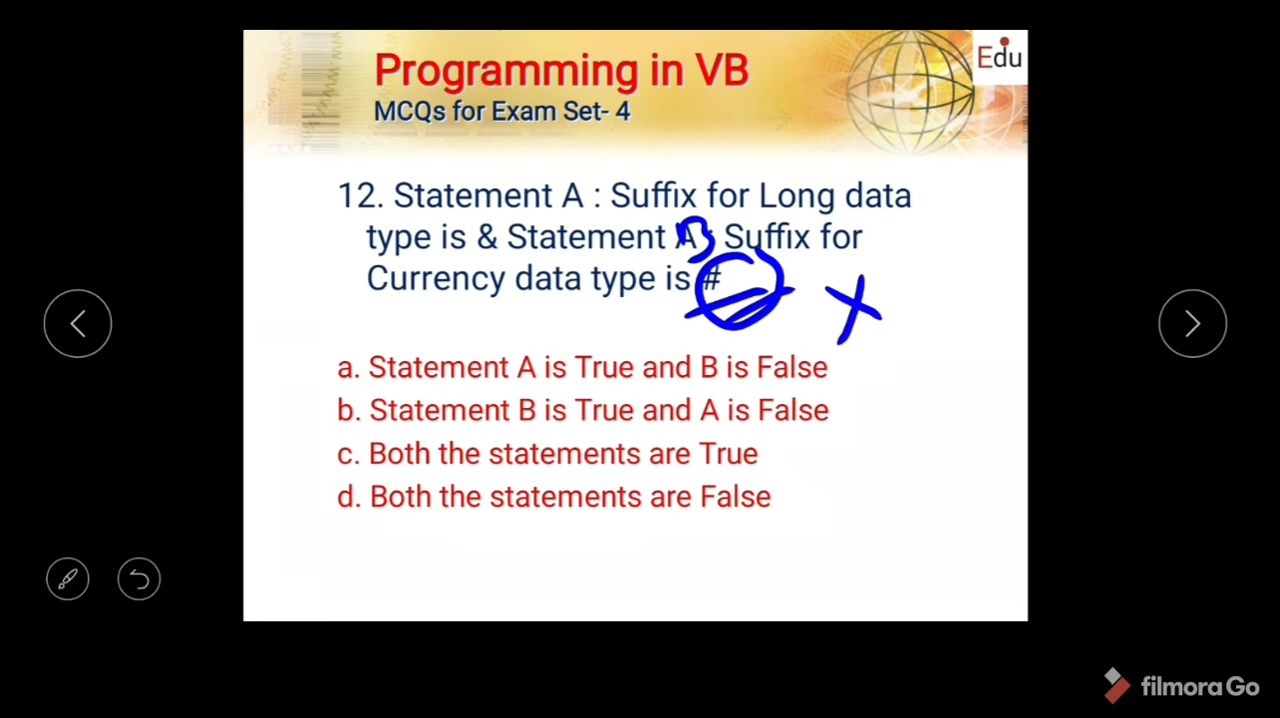 Edu
Programming in VB
MCQs for Exam Set- 4
12. Statement A : Suffix for Long data
type is & Statement B : Suffix for
Currency data type is #
a. Statement A is True and B is False
b. Statement B is True and A is False
c. Both the statements are True
d. Both the statements are False
filmoraGo